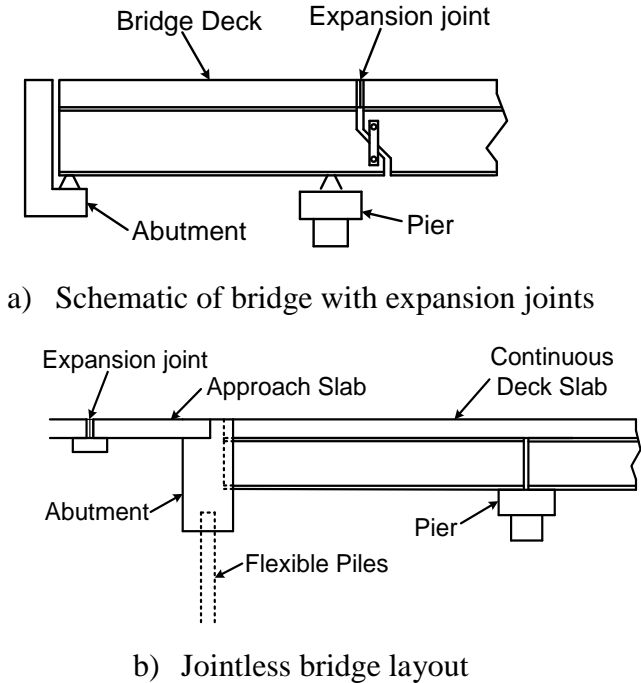 Bridge Deck
Expansion joint
Abutment
Pier
a) Schematic of bridge with expansion joints
Expansion joint
Approach Slab
Continuous
Deck Slab
Abutment
Pier
Flexible Piles
b) Jointless bridge layout